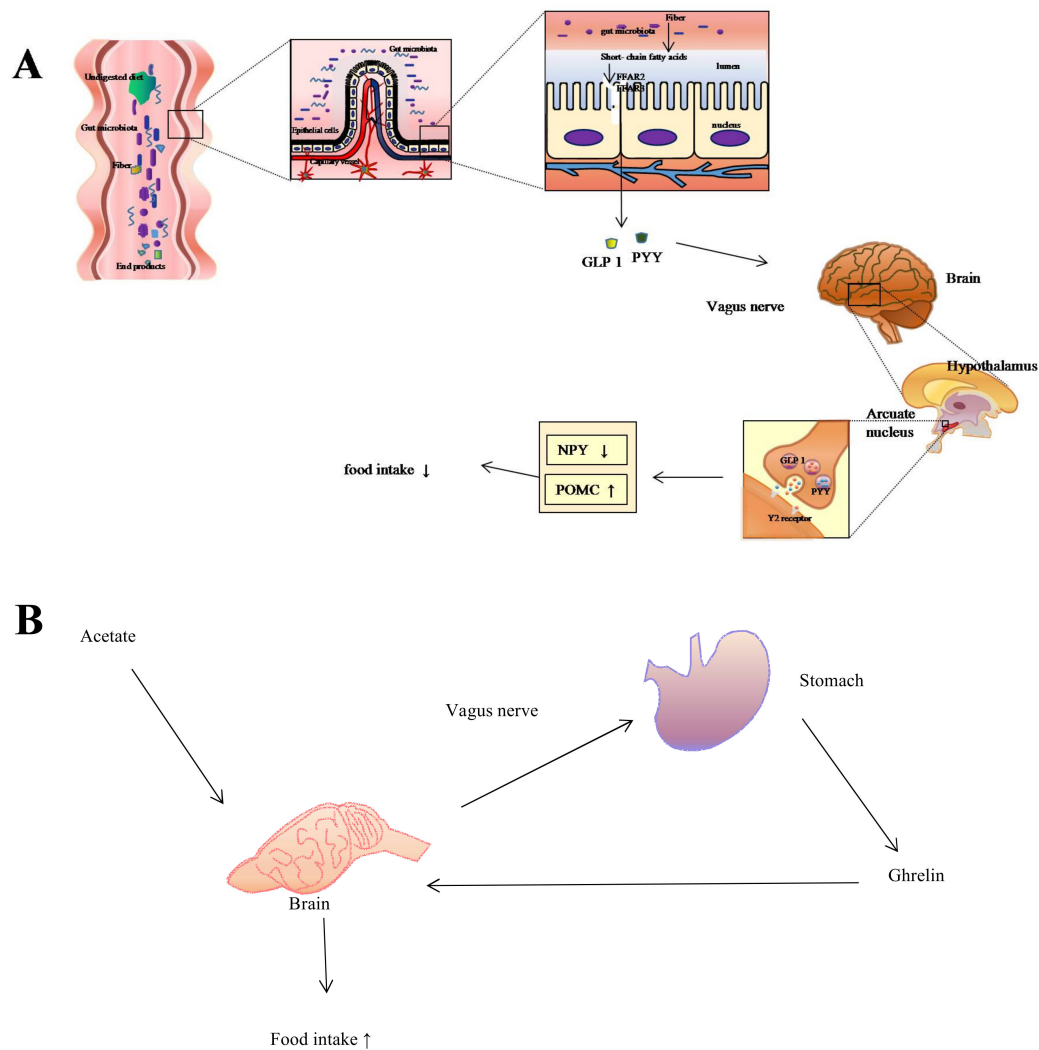 A
Undigested diet
Gut microbiota
Fiber
End products
Gut microbiota
Epithelial cells
Capillary vessel
Fiber
gut microbiota
Short- chain fatty acids
lumen
FFAR2
FFAR3
nucleus
GLP 1
PYY
Vagus nerve
Brain
Hypothalamus
Arcuate
nucleus
GLP 1
PYY
Y2 receptor
NPY ↓
POMC ↑
food intake ↓
B
Acetate
Vagus nerve
Stomach
Ghrelin
Brain
Food intake ↑